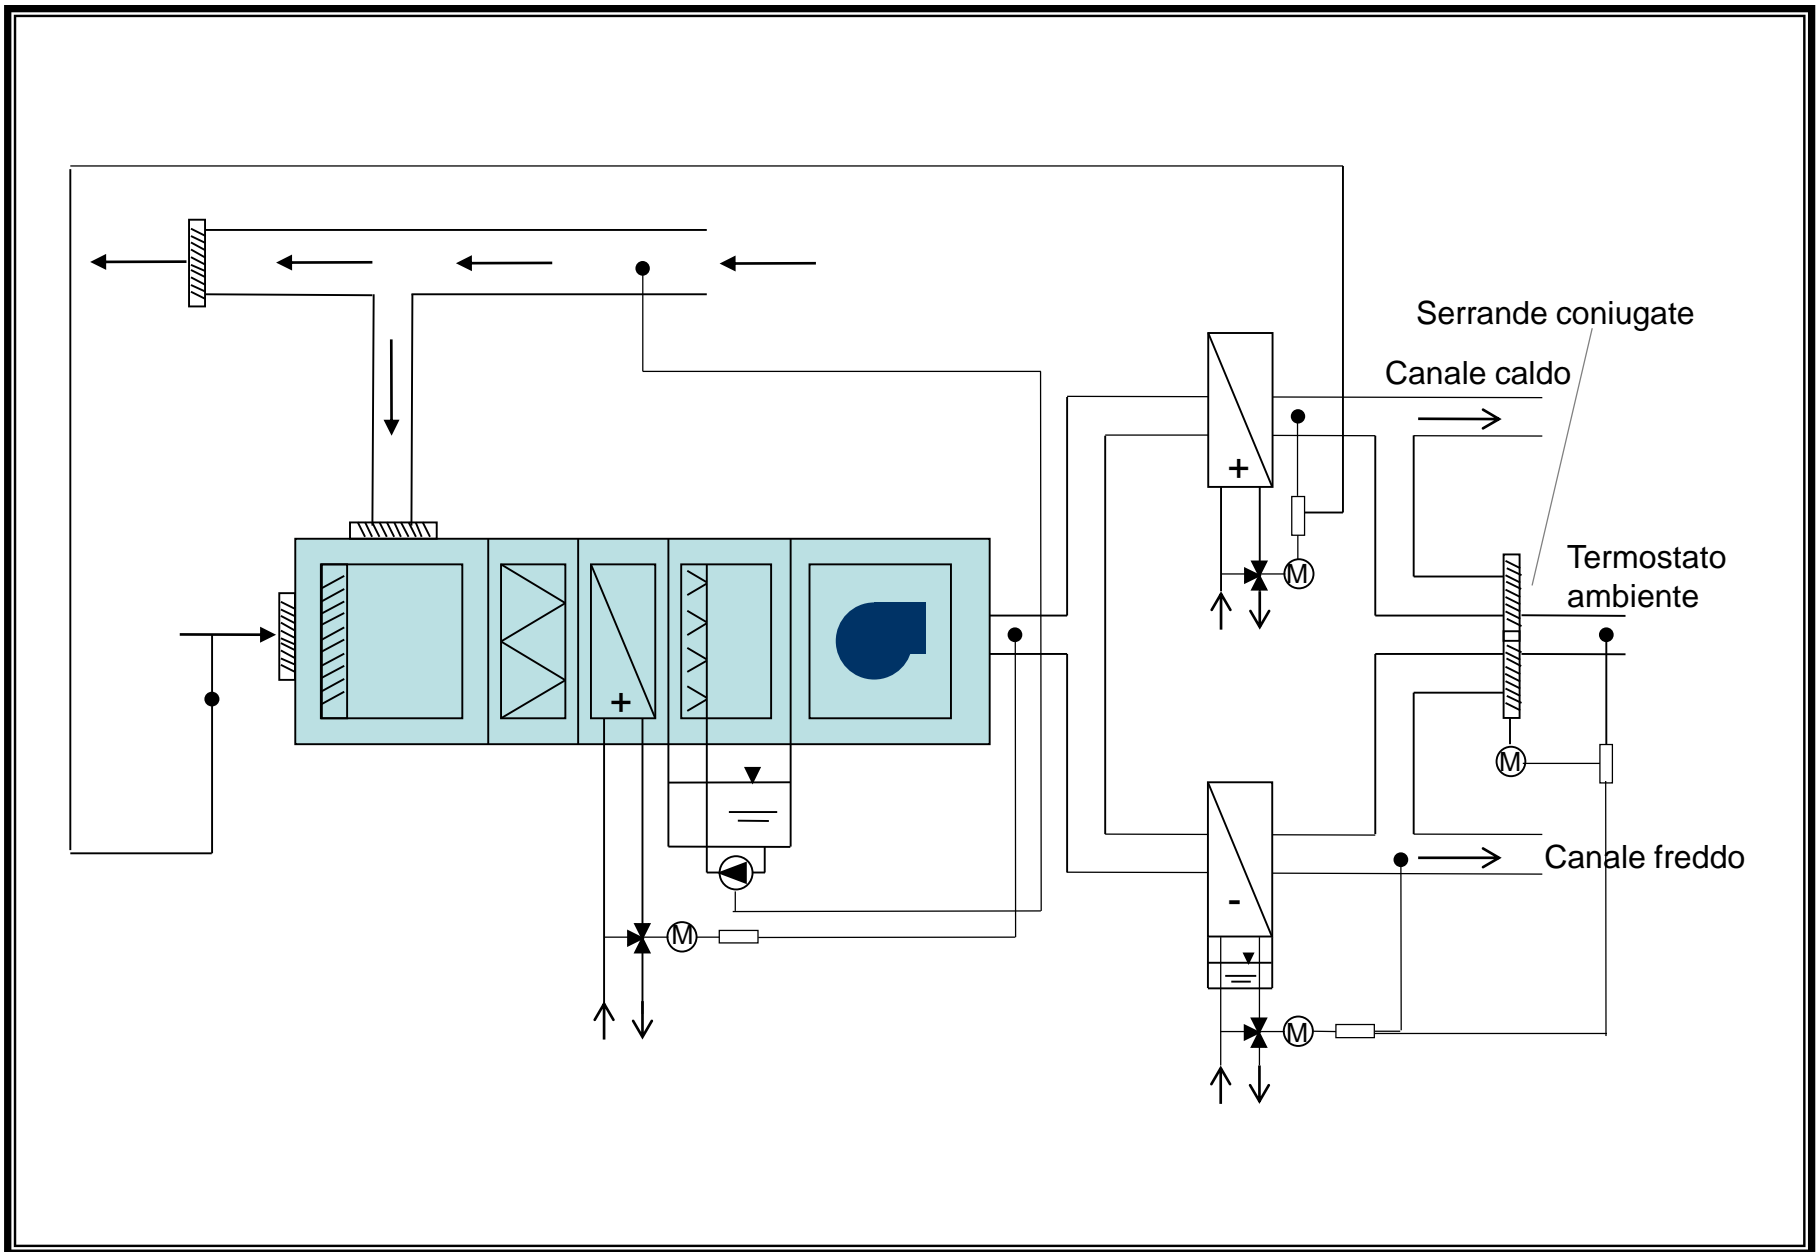 Serrande coniugate
Canale caldo
+
Termostato
ambiente
M
+
M
Canale freddo
-
M
M